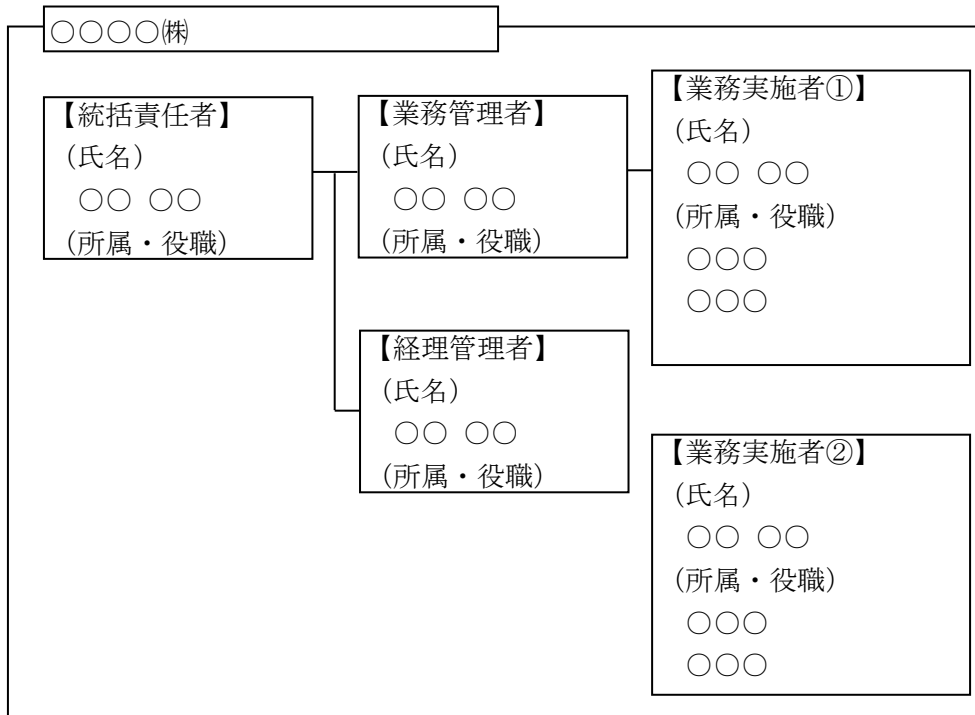 ○○○○㈱
【統括責任者】
(氏名)
○○ ○○
(所属・役職)
【業務管理者】
(氏名)
○○ ○○
(所属・役職)
【業務実施者①】
(氏名)
○○ ○○
(所属・役職)
○○○
○○○
【経理管理者】
(氏名)
○○ ○○
(所属・役職)
【業務実施者②】
(氏名)
○○ ○○
(所属・役職)
○○○
○○○